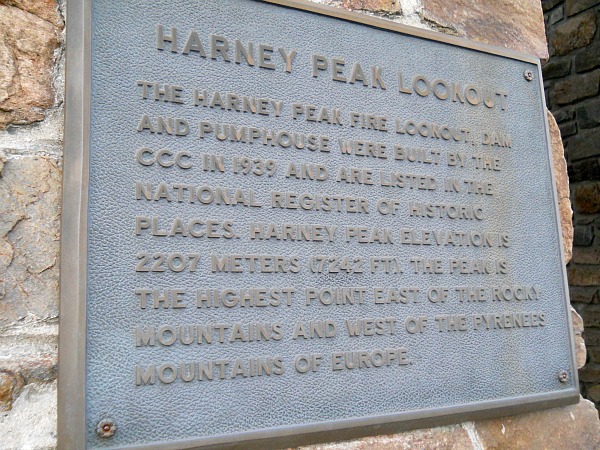 HARNEY PEAK LOOKOUT
THE HARNEY PEAK FIRE LOOKOUT, DAM
AND PUMPHOUSE WERE BUILT BY THE
CCC IN 1939 AND ARE LISTED IN THE
NATIONAL REGISTER OF HISTORIC
PLACES. HARNEY PEAK ELEVATION IS
2207 METERS (7242 FT). THE PEAK IS
THE HIGHEST POINT EAST OF THE ROCKY
MOUNTAINS AND WEST OF THE PYRENEES
MOUNTAINS OF EUROPE.